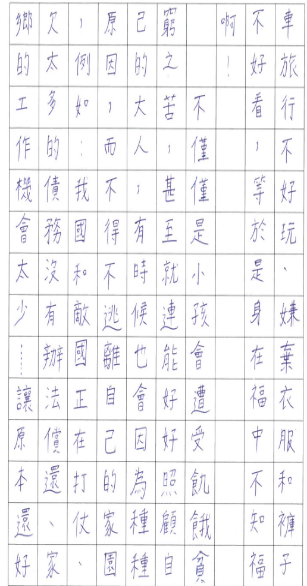 車旅行不好玩、嫌棄衣服和褲子
不好看，等於是身在福中不知福
啊！
不僅僅是小孩會遭受飢餓貧
窮之苦，甚至就連能好好照顧自
己的大人，有時候也會因為種種
原因，而不得不逃離自己的家園
，例如：我國和敵國正在打仗、
欠太多的債務沒有辦法償還、家
鄉的工作機會太少……讓原本還好